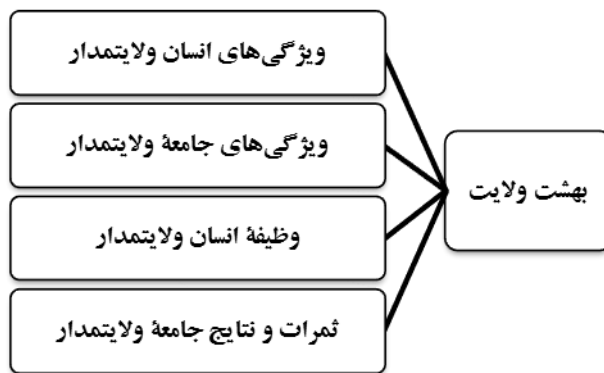 بهشت ولایت
ویژگی‌های انسان ولایتمدار
ویژگی‌های جامعهٔ ولایتمدار
وظیفهٔ انسان ولایتمدار
ثمرات و نتایج جامعهٔ ولایتمدار